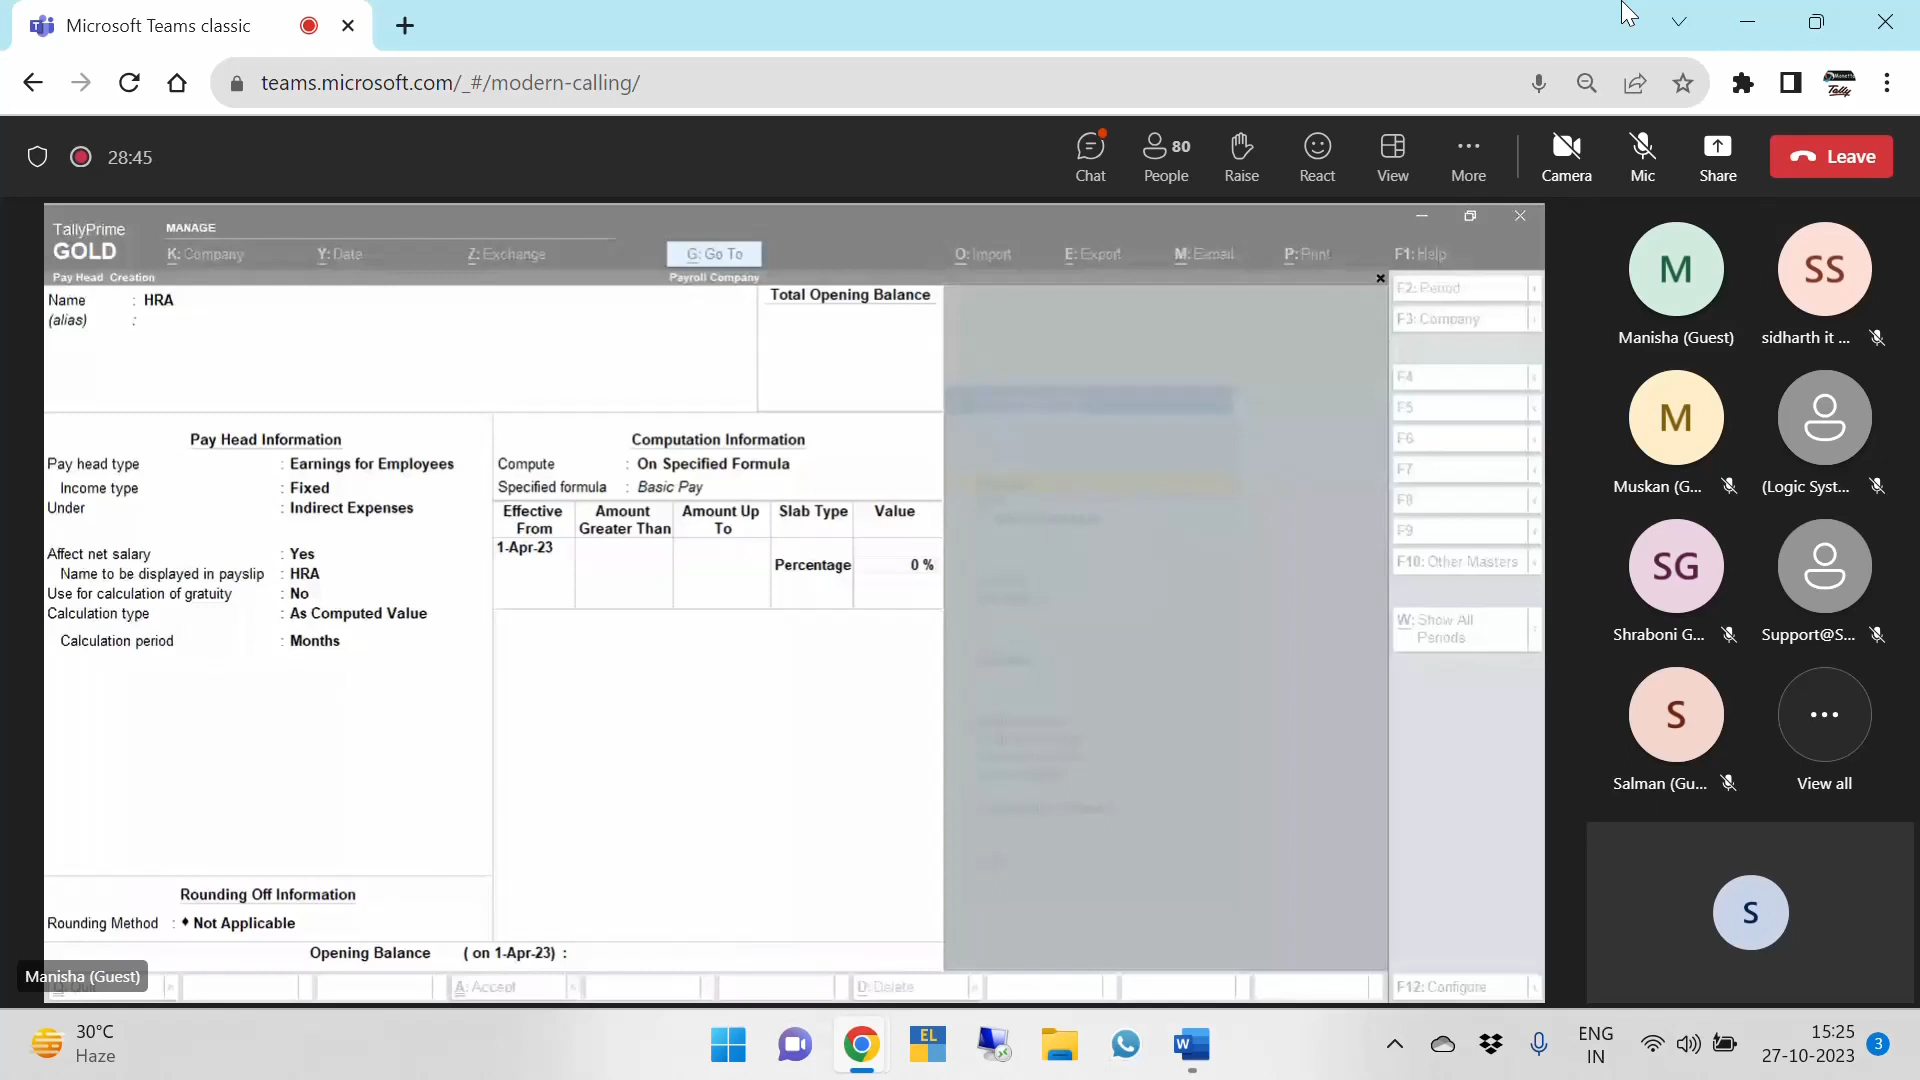 Microsoft Teams classic
teams.microsoft.com/_#/modern-calling/
28:45
Chat
80
People
Raise
React
View
More
Camera
Mic
Share
Leave
TallyPrime
GOLD
MANAGE
K: Company
Y: Date
Z: Exchange
G: Go To
O: Import
E: Export
M: E-mail
P: Print
F1: Help
Pay Head Creation
Payroll Company
Name : HRA
(alias) :
Total Opening Balance
Pay Head Information
Pay head type : Earnings for Employees
Income type : Fixed
Under : Indirect Expenses
Affect net salary : Yes
Name to be displayed in payslip : HRA
Use for calculation of gratuity : No
Calculation type : As Computed Value
Calculation period : Months
Computation Information
Compute : On Specified Formula
Specified formula : Basic Pay
Effective From
Amount Greater Than
Amount Up To
Slab Type
Value
1-Apr-23
Percentage
0 %
Rounding Off Information
Rounding Method : ♦ Not Applicable
Opening Balance ( on 1-Apr-23) :
A: Accept
D: Delete
F2: Period
F3: Company
F4
F5
F6
F7
F8
F9
F10: Other Masters
W: Show All Periods
F12: Configure
Manisha (Guest)
M
Manisha (Guest)
SS
sidharth it ...
M
Muskan (G...
(Logic Syst...
SG
Shraboni G...
Support@S...
S
Salman (Gu...
View all
S
30°C
Haze
EL
W
ENG
IN
15:25
27-10-2023
3